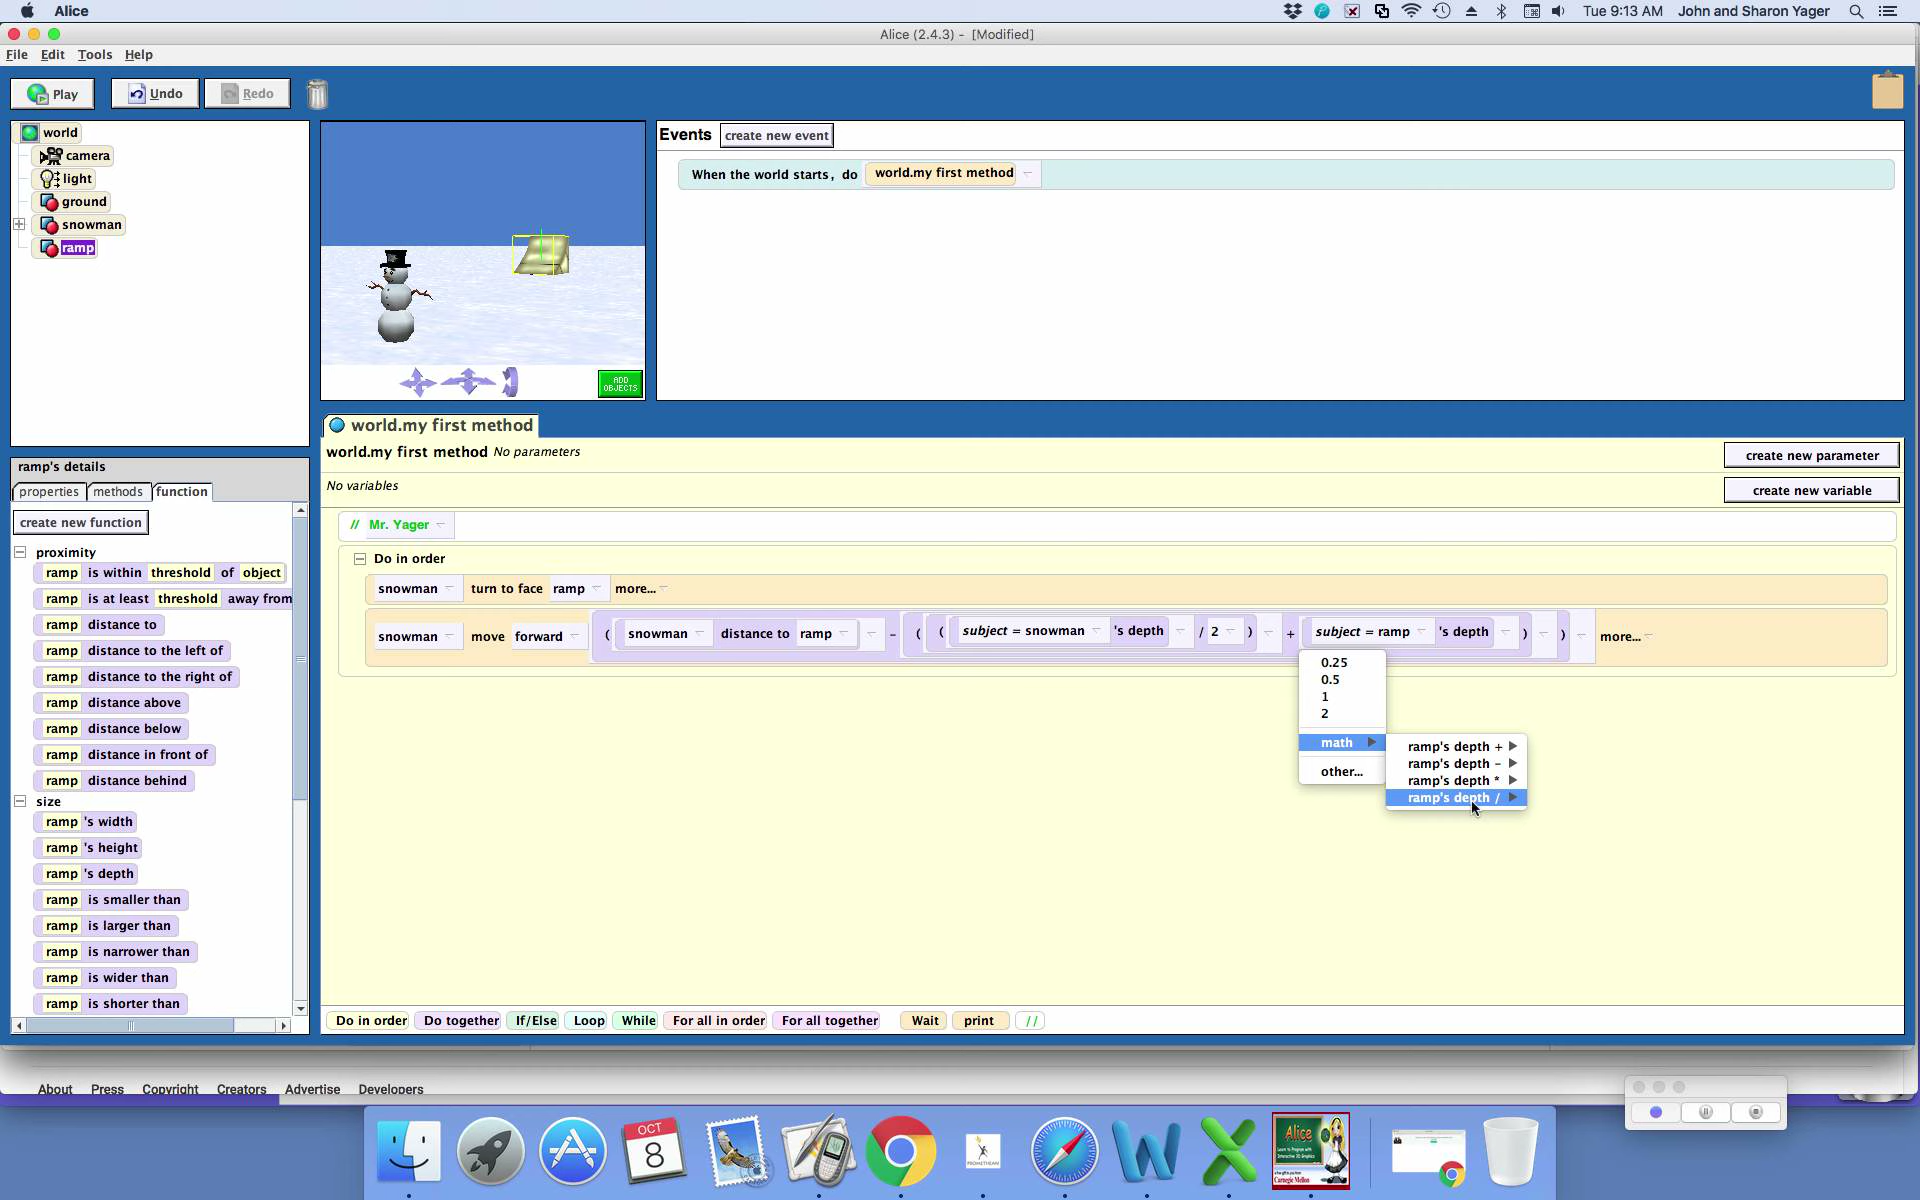 Alice
Tue 9:13 AM John and Sharon Yager
Alice (2.4.3) - [Modified]
File Edit Tools Help
Play Undo Redo
world
camera
light
ground
snowman
ramp
ADD OBJECTS
Events create new event
When the world starts, do world.my first method
ramp's details
properties methods function
create new function
proximity
ramp is within threshold of object
ramp is at least threshold away from
ramp distance to
ramp distance to the left of
ramp distance to the right of
ramp distance above
ramp distance below
ramp distance in front of
ramp distance behind
size
ramp 's width
ramp 's height
ramp 's depth
ramp is smaller than
ramp is larger than
ramp is narrower than
ramp is wider than
ramp is shorter than
world.my first method
world.my first method No parameters
create new parameter
No variables
create new variable
// Mr. Yager
Do in order
snowman turn to face ramp more...
snowman move forward ( snowman distance to ramp - ( ( subject = snowman 's depth / 2 ) + subject = ramp 's depth ) ) more...
0.25
0.5
1
2
math
other...
ramp's depth +
ramp's depth -
ramp's depth *
ramp's depth /
Do in order Do together If/Else Loop While For all in order For all together Wait print //
About Press Copyright Creators Advertise Developers
OCT
8
PROMETHEAN
Alice
Carnegie Mellon